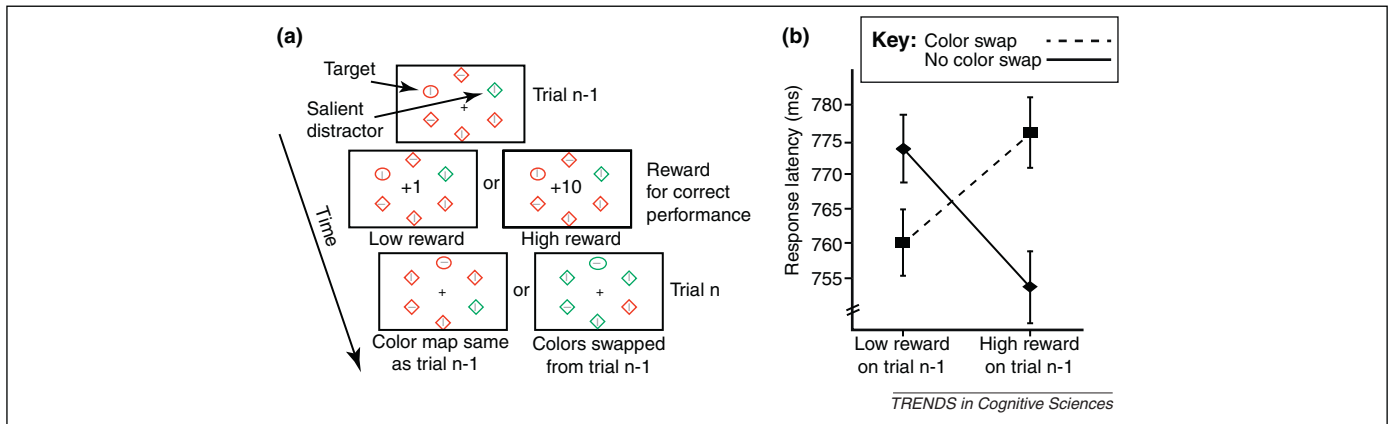 (a)
Target
Salient
distractor
+
Trial n-1
+1
or
+10
Reward
for correct
performance
Low reward
High reward
Time
+
or
+
Trial n
Color map same
as trial n-1
Colors swapped
from trial n-1
(b)
Key: Color swap
No color swap
Response latency (ms)
780
775
770
765
760
755
Low reward
on trial n-1
High reward
on trial n-1
TRENDS in Cognitive Sciences